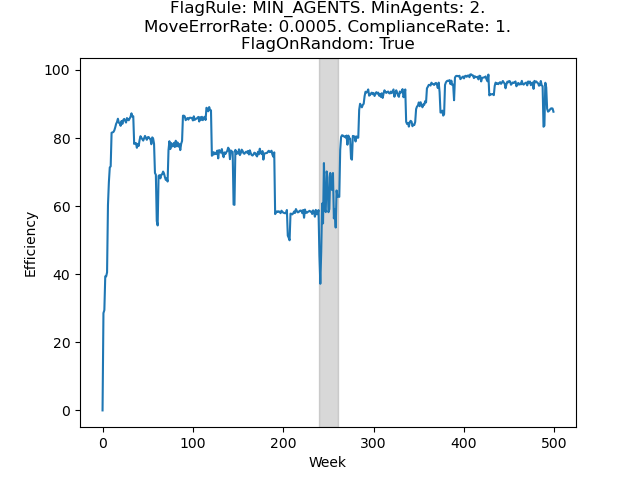 FlagRule: MIN_AGENTS. MinAgents: 2.
MoveErrorRate: 0.0005. ComplianceRate: 1.
FlagOnRandom: True
100
80
60
40
20
0
Efficiency
0 100 200 300 400 500
Week